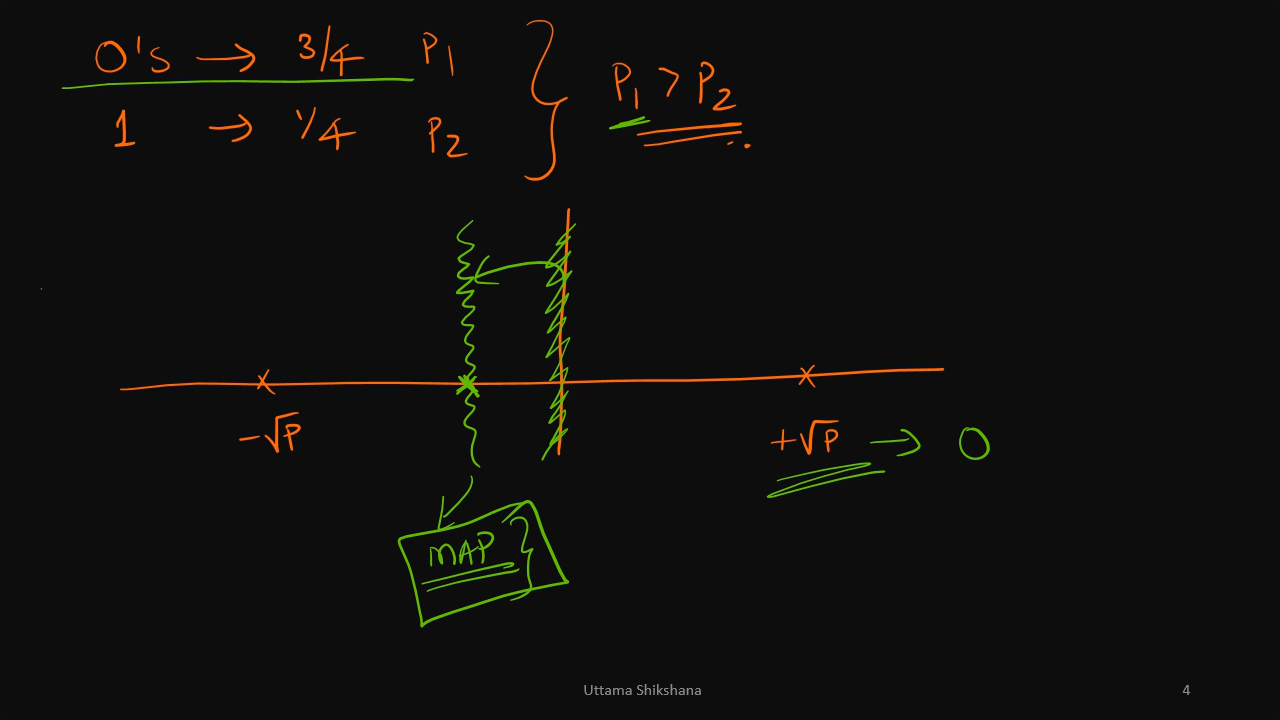 0's → 3/4 P1
1 → 1/4 P2
P1 > P2
-√P
+√P → 0
MAP
Uttama Shikshana
4